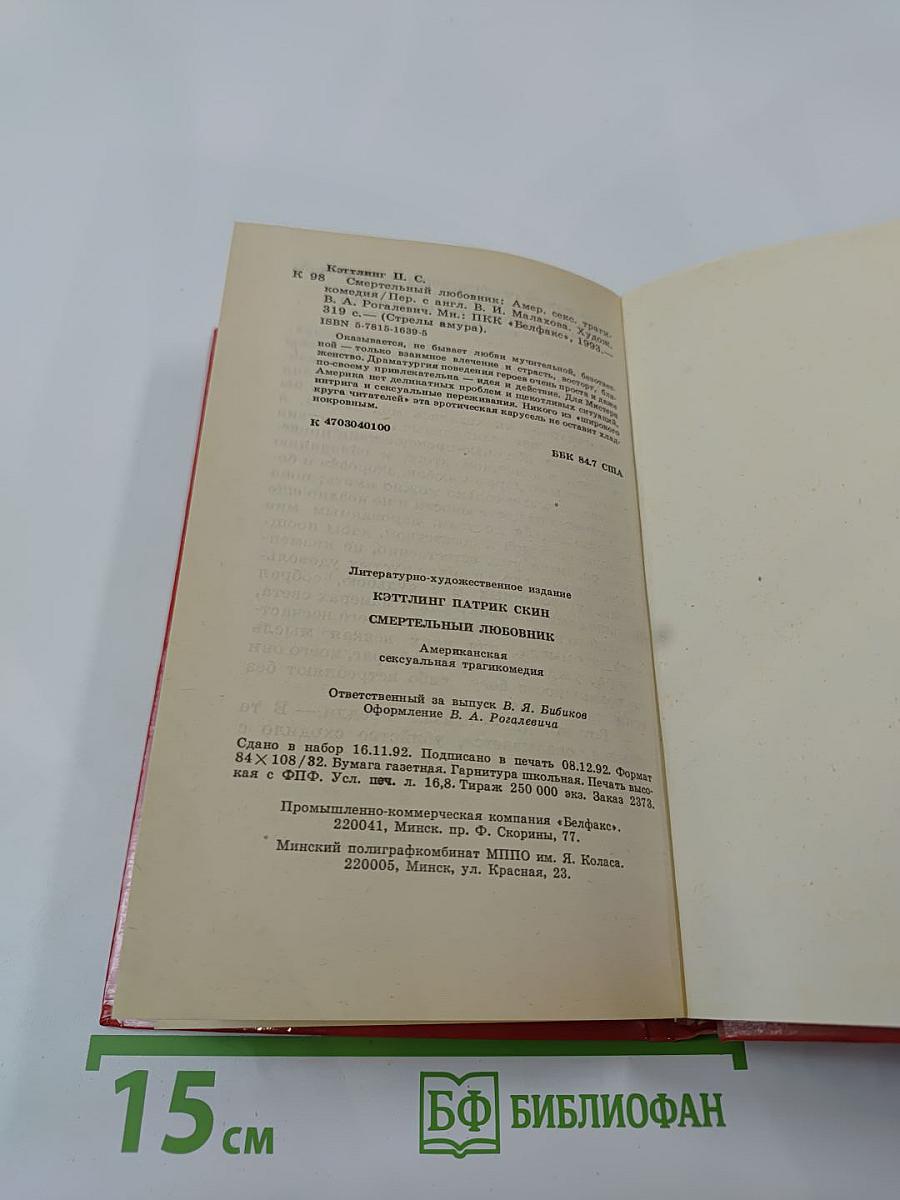 Кэттлинг П. С.
К 98 Смертельный любовник: Амер. секс. траги-
комедия/Пер. с англ. В. И. Малахова. Худож.
В. А. Рогалевич. Мн.: ПКК «Белфакс», 1993.—
319 с.— (Стрелы амура).
ISBN 5-7815-1639-5
Оказывается, не бывает любви мучительной, безответ-
ной — только взаимное влечение и страсть, восторг, бла-
женство. Драматургия поведения героев очень проста и даже
по-своему привлекательна — идея и действие. Для Мистера
Америка нет деликатных проблем и щекотливых ситуаций,
интрига и сексуальные переживания. Никого из «широкого
круга читателей» эта эротическая карусель не оставит хлад-
нокровным.
К 4703040100
ББК 84.7 США
Литературно-художественное издание
КЭТТЛИНГ ПАТРИК СКИН
СМЕРТЕЛЬНЫЙ ЛЮБОВНИК
Американская
сексуальная трагикомедия
Ответственный за выпуск В. Я. Бибиков
Оформление В. А. Рогалевича
Сдано в набор 16.11.92. Подписано в печать 08.12.92. Формат
84×108/32. Бумага газетная. Гарнитура школьная. Печать высо-
кая с ФПФ. Усл. печ. л. 16,8. Тираж 250 000 экз. Заказ 2373.
Промышленно-коммерческая компания «Белфакс».
220041, Минск. пр. Ф. Скорины, 77.
Минский полиграфкомбинат МППО им. Я. Коласа.
220005, Минск, ул. Красная, 23.
15 см
БФ БИБЛИОФАН